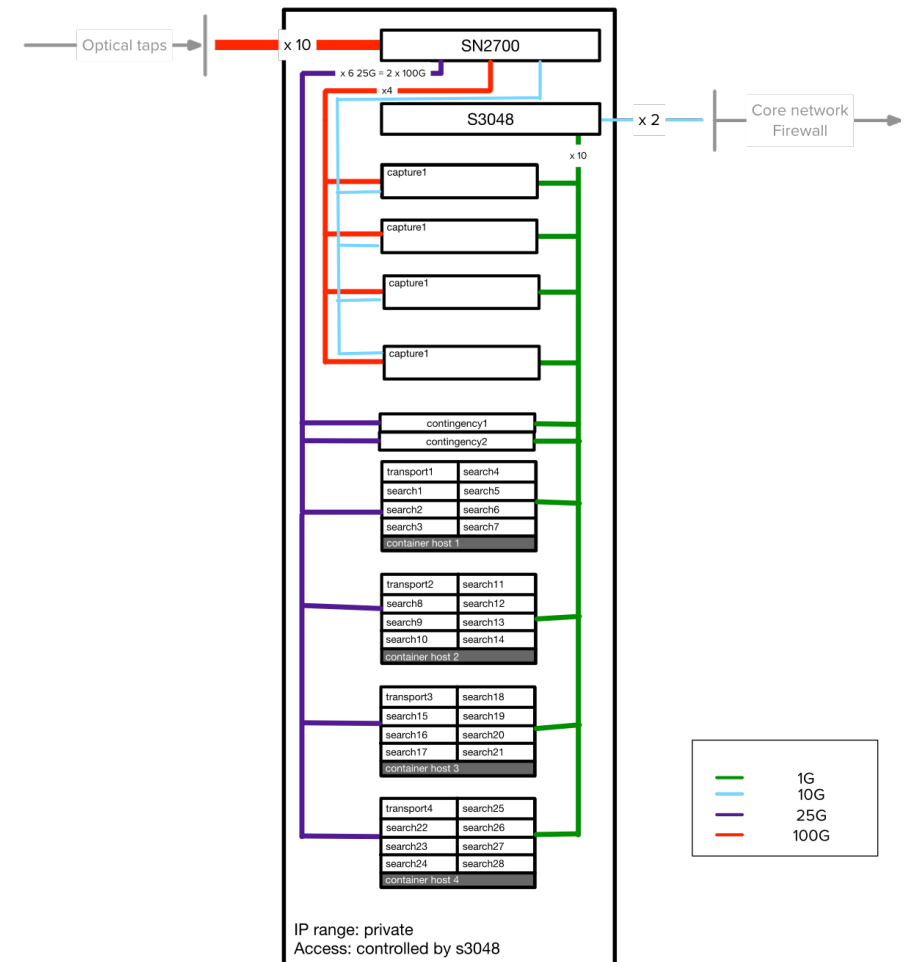 Optical taps
x 10
SN2700
x 6 25G = 2 x 100G
x4
S3048
x 2
Core network
Firewall
x 10
capture1
capture1
capture1
capture1
contingency1
contingency2
transport1 search4
search1 search5
search2 search6
search3 search7
container host 1
transport2 search11
search8 search12
search9 search13
search10 search14
container host 2
transport3 search18
search15 search19
search16 search20
search17 search21
container host 3
transport4 search25
search22 search26
search23 search27
search24 search28
container host 4
1G
10G
25G
100G
IP range: private
Access: controlled by s3048